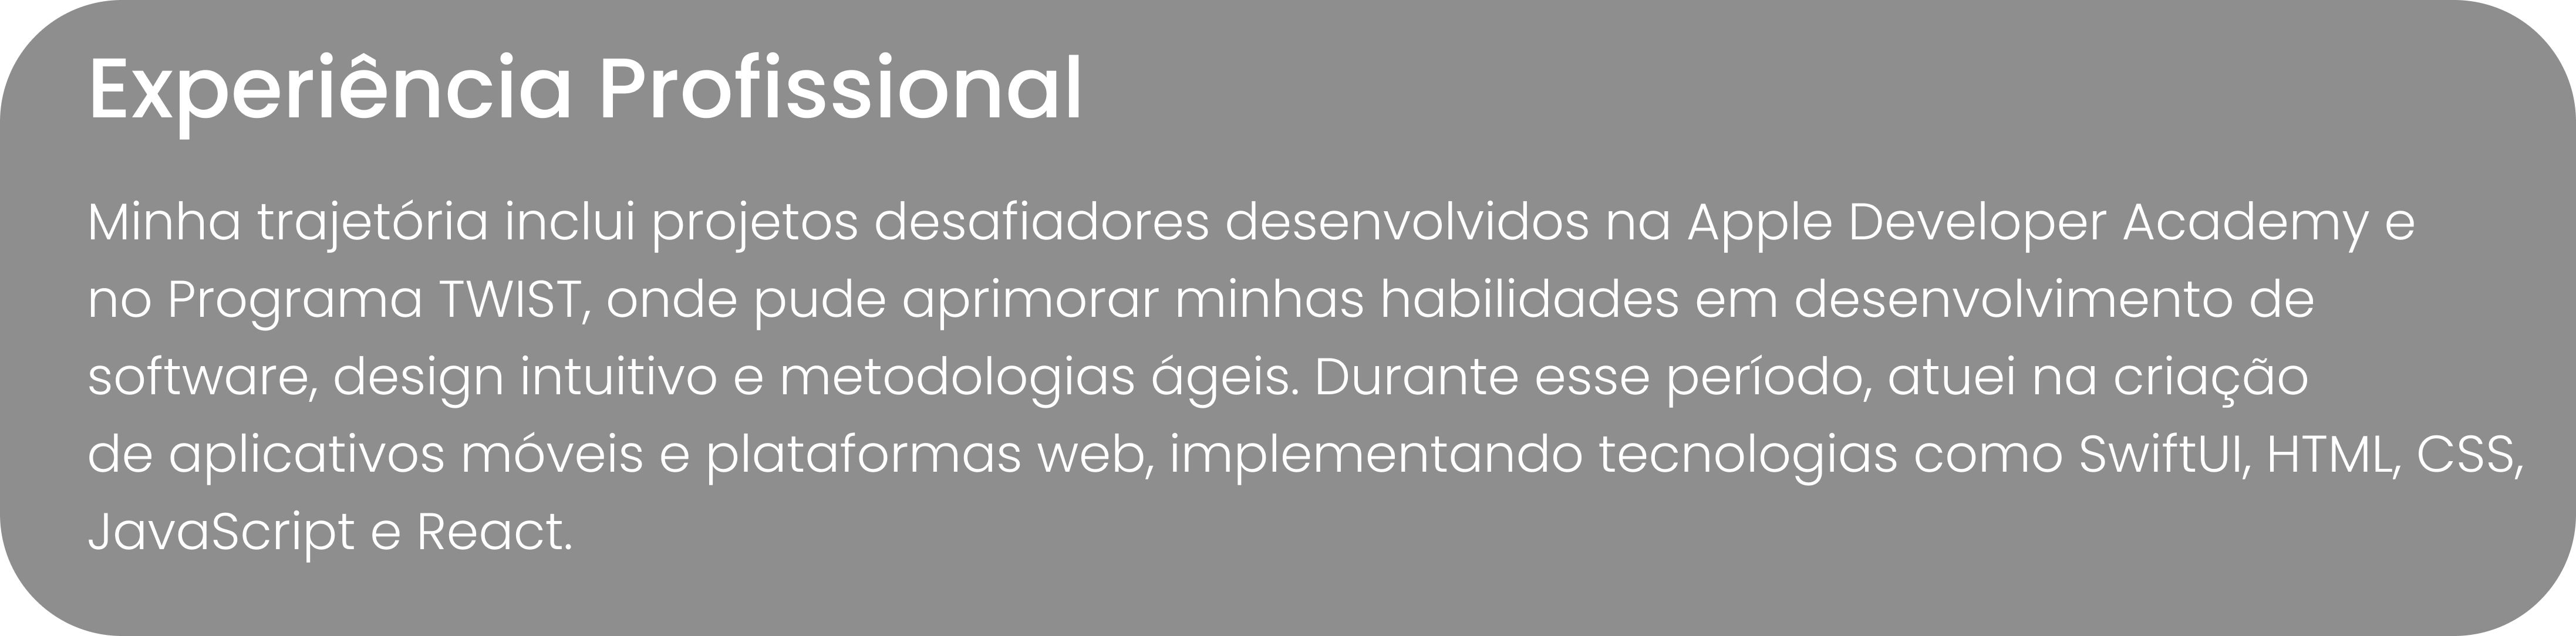 Experiência Profissional
Minha trajetória inclui projetos desafiadores desenvolvidos na Apple Developer Academy e
no Programa TWIST, onde pude aprimorar minhas habilidades em desenvolvimento de
software, design intuitivo e metodologias ágeis. Durante esse período, atuei na criação
de aplicativos móveis e plataformas web, implementando tecnologias como SwiftUI, HTML, CSS,
JavaScript e React.